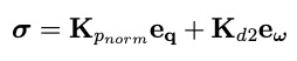 σ = K_{p_{norm}} e_q + K_{d2} e_ω